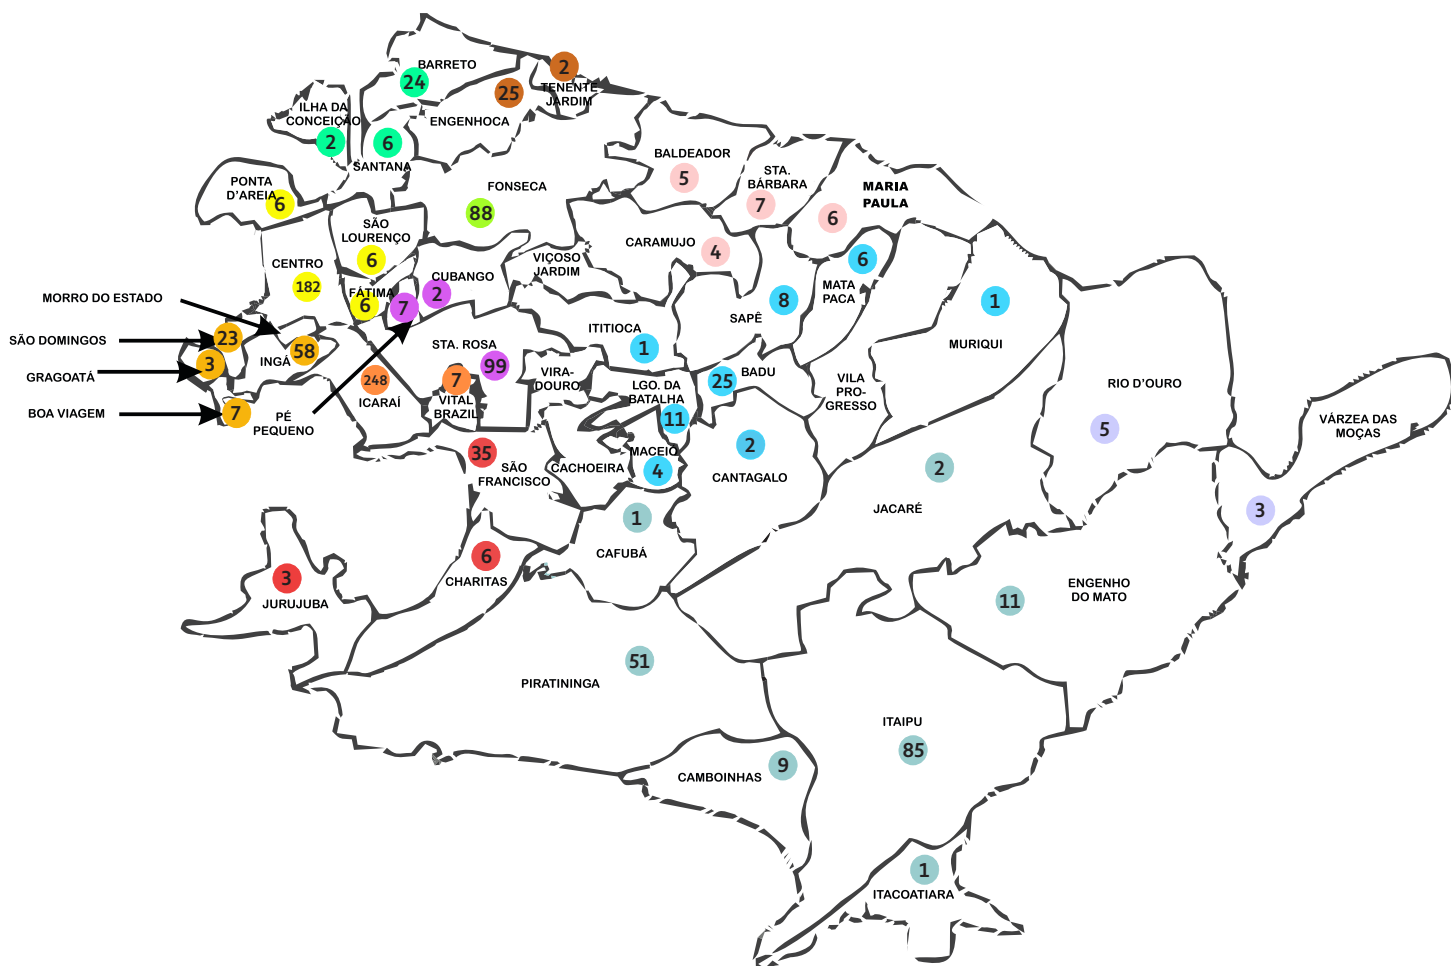 BARRETO
24
2
TENENTE
JARDIM
25
ENGENHOCA
ILHA DA
CONCEIÇÃO
2
6
SANTANA
PONTA
D'AREIA
6
FONSECA
88
BALDEADOR
5
STA.
BÁRBARA
7
MARIA
PAULA
6
SÃO
LOURENÇO
6
CARAMUJO
4
VIÇOSO
JARDIM
CUBANGO
2
CENTRO
182
FÁTIMA
6
7
6
MATA
PACA
8
SAPÊ
1
MURIQUI
MORRO DO ESTADO
SÃO DOMINGOS
23
GRAGOATÁ
3
BOA VIAGEM
7
INGÁ
58
PÉ
PEQUENO
ITITIOCA
1
STA. ROSA
99
248
ICARAÍ
7
VITAL
BRAZIL
VIRA-
DOURO
LGO. DA
BATALHA
11
BADU
25
VILA
PRO-
GRESSO
RIO D'OURO
5
VÁRZEA DAS
MOÇAS
3
35
SÃO
FRANCISCO
CACHOEIRA
MACEIÓ
4
2
CANTAGALO
2
JACARÉ
1
CAFUBÁ
6
CHARITAS
3
JURUJUBA
ENGENHO
DO MATO
11
51
PIRATININGA
ITAIPU
85
CAMBOINHAS
9
1
ITACOATIARA